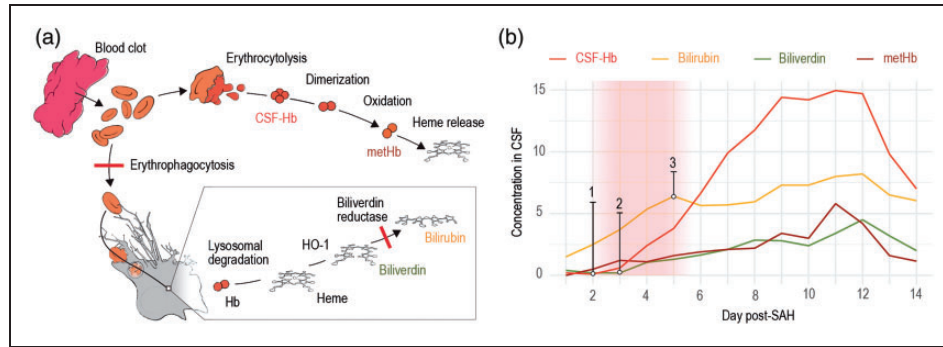 (a)
Blood clot
Erythrocytolysis
Dimerization
Oxidation
CSF-Hb
Heme release
metHb
Erythrophagocytosis
Biliverdin
reductase
Bilirubin
HO-1
Lysosomal
degradation
Biliverdin
Hb
Heme
(b)
CSF-Hb Bilirubin Biliverdin metHb
Concentration in CSF
15
10
5
0
1
2
3
2 4 6 8 10 12 14
Day post-SAH